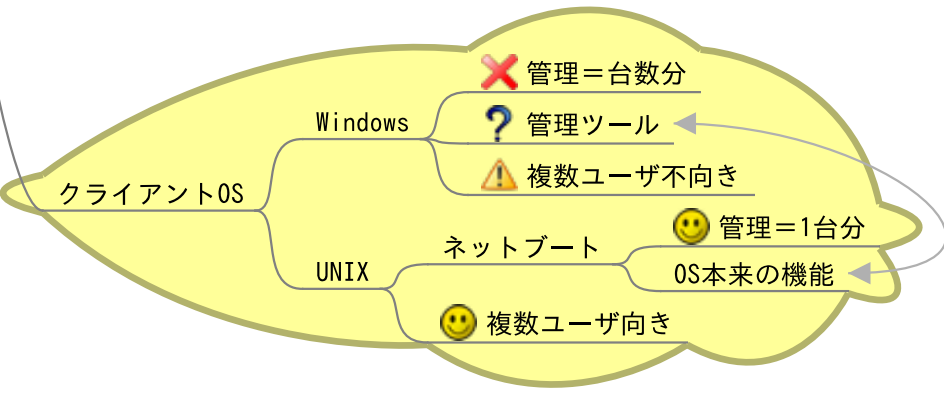 クライアントOS
Windows
管理＝台数分
管理ツール
複数ユーザ不向き
UNIX
ネットブート
管理＝1台分
OS本来の機能
複数ユーザ向き